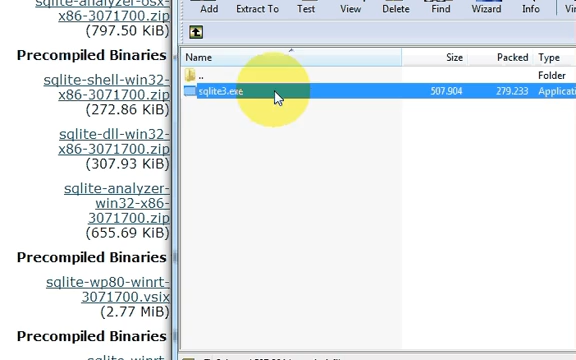 sqlite-analyzer-osx-
x86-3071700.zip
(797.50 KiB)
Precompiled Binaries
sqlite-shell-win32-
x86-3071700.zip
(272.86 KiB)
sqlite-dll-win32-
x86-3071700.zip
(307.93 KiB)
sqlite-analyzer-
win32-x86-
3071700.zip
(655.69 KiB)
Precompiled Binaries
sqlite-wp80-winrt-
3071700.vsix
(2.77 MiB)
Precompiled Binaries
sqlite-winrt-
Add Extract To Test View Delete Find Wizard Info
Name Size Packed Type
.. Folder
sqlite3.exe 507.904 279.233 Applicati